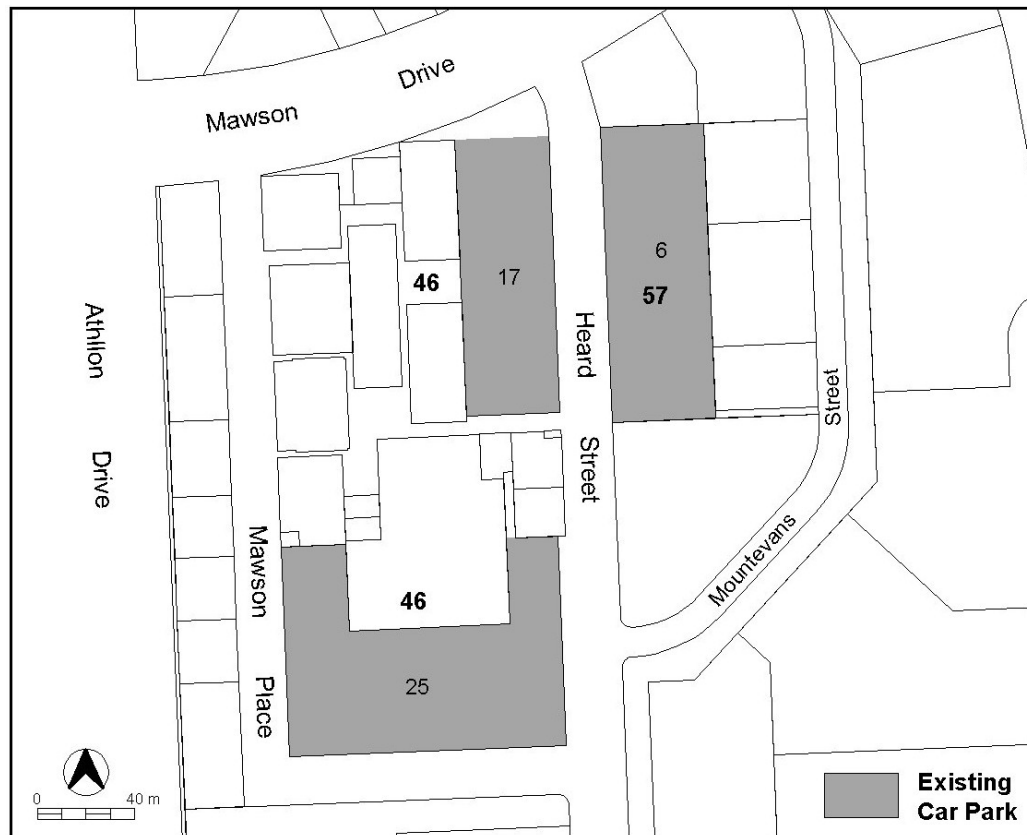 Drive
Mawson
6
17
46
57
Athllon
Drive
Heard
Street
Street
Mountevans
Mawson
Place
46
25
0 40 m
Existing
Car Park